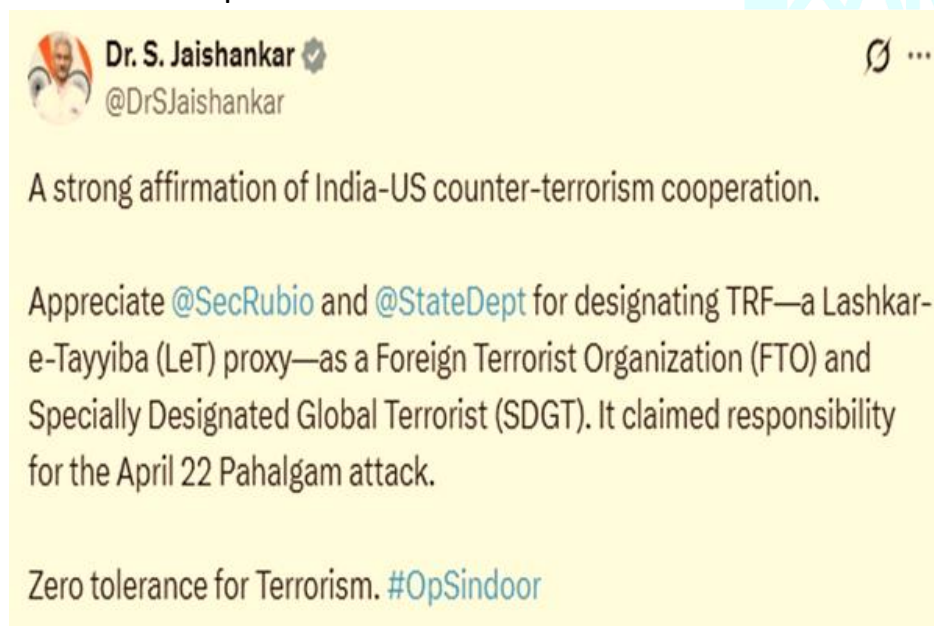 Dr. S. Jaishankar
@DrSJaishankar
A strong affirmation of India-US counter-terrorism cooperation.
Appreciate @SecRubio and @StateDept for designating TRF—a Lashkar-
e-Tayyiba (LeT) proxy—as a Foreign Terrorist Organization (FTO) and
Specially Designated Global Terrorist (SDGT). It claimed responsibility
for the April 22 Pahalgam attack.
Zero tolerance for Terrorism. #OpSindoor